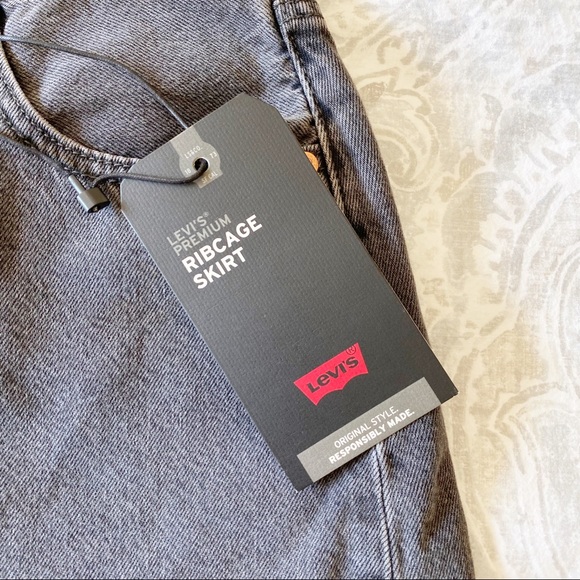 LEVI'S®
PREMIUM
RIBCAGE
SKIRT
Levi's
ORIGINAL STYLE.
RESPONSIBLY MADE.